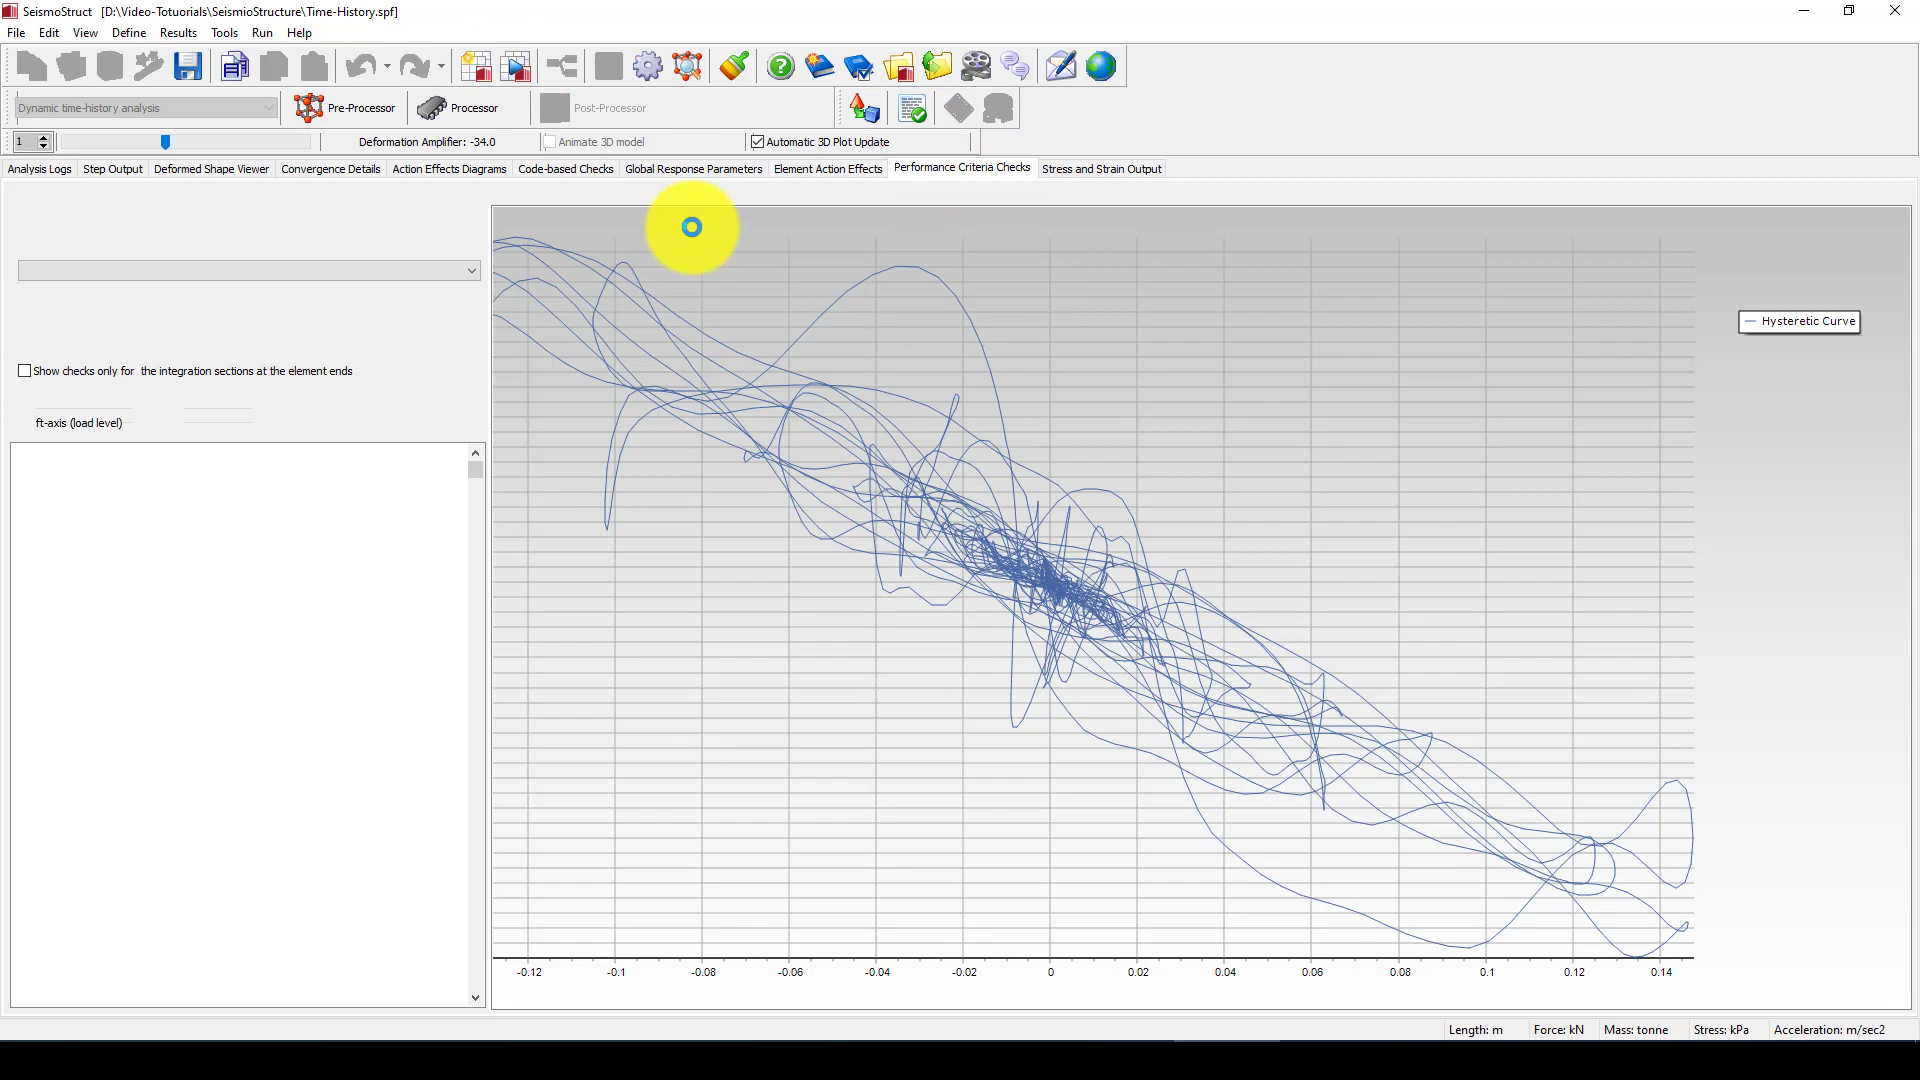 SeismoStruct [D:\Video-Totuorials\SeismioStructure\Time-History.spf]
File Edit View Define Results Tools Run Help
Dynamic time-history analysis Pre-Processor Processor Post-Processor
1 Deformation Amplifier: -34.0 Animate 3D model Automatic 3D Plot Update
Analysis Logs Step Output Deformed Shape Viewer Convergence Details Action Effects Diagrams Code-based Checks Global Response Parameters Element Action Effects Performance Criteria Checks Stress and Strain Output
Hysteretic Curve
Show checks only for the integration sections at the element ends
ft-axis (load level)
-0.12 -0.1 -0.08 -0.06 -0.04 -0.02 0 0.02 0.04 0.06 0.08 0.1 0.12 0.14
Length: m Force: kN Mass: tonne Stress: kPa Acceleration: m/sec2